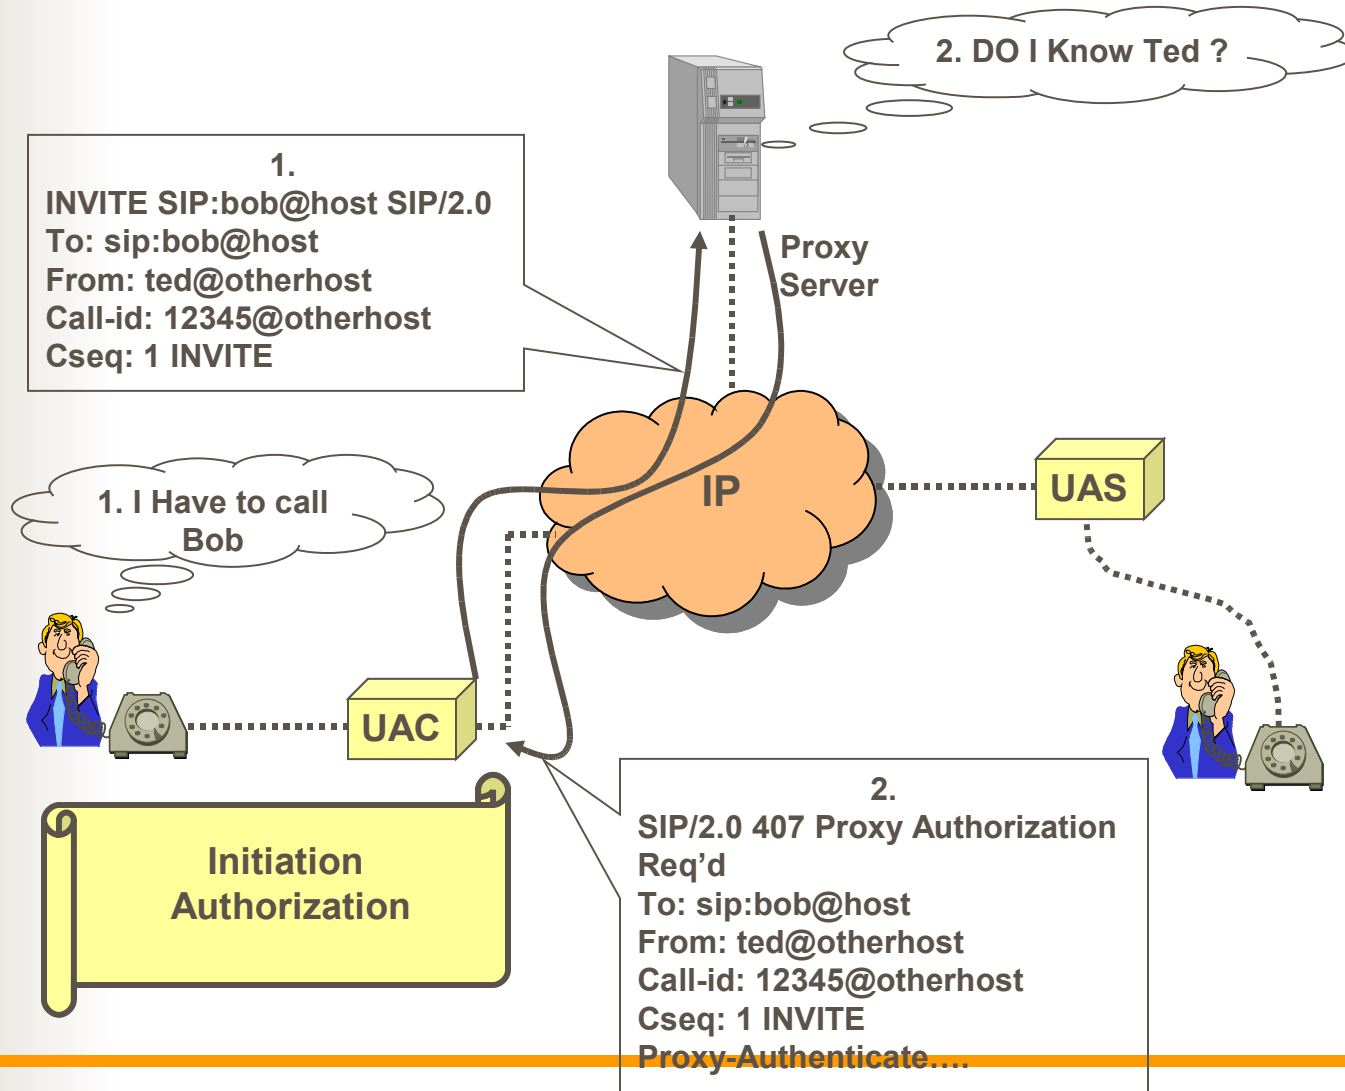 2. DO I Know Ted ?
1.
INVITE SIP:bob@host SIP/2.0
To: sip:bob@host
From: ted@otherhost
Call-id: 12345@otherhost
Cseq: 1 INVITE
Proxy
Server
1. I Have to call
Bob
IP
UAS
UAC
Initiation
Authorization
2.
SIP/2.0 407 Proxy Authorization
Req’d
To: sip:bob@host
From: ted@otherhost
Call-id: 12345@otherhost
Cseq: 1 INVITE
Proxy-Authenticate….